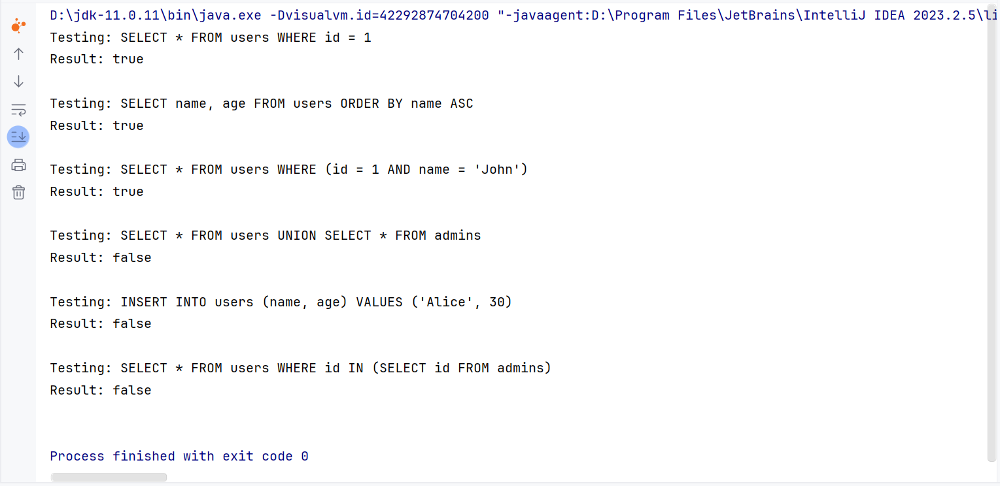 D:\jdk-11.0.11\bin\java.exe -Dvisualvm.id=42292874704200 "-javaagent:D:\Program Files\JetBrains\IntelliJ IDEA 2023.2.5\li
Testing: SELECT * FROM users WHERE id = 1
Result: true
Testing: SELECT name, age FROM users ORDER BY name ASC
Result: true
Testing: SELECT * FROM users WHERE (id = 1 AND name = 'John')
Result: true
Testing: SELECT * FROM users UNION SELECT * FROM admins
Result: false
Testing: INSERT INTO users (name, age) VALUES ('Alice', 30)
Result: false
Testing: SELECT * FROM users WHERE id IN (SELECT id FROM admins)
Result: false
Process finished with exit code 0